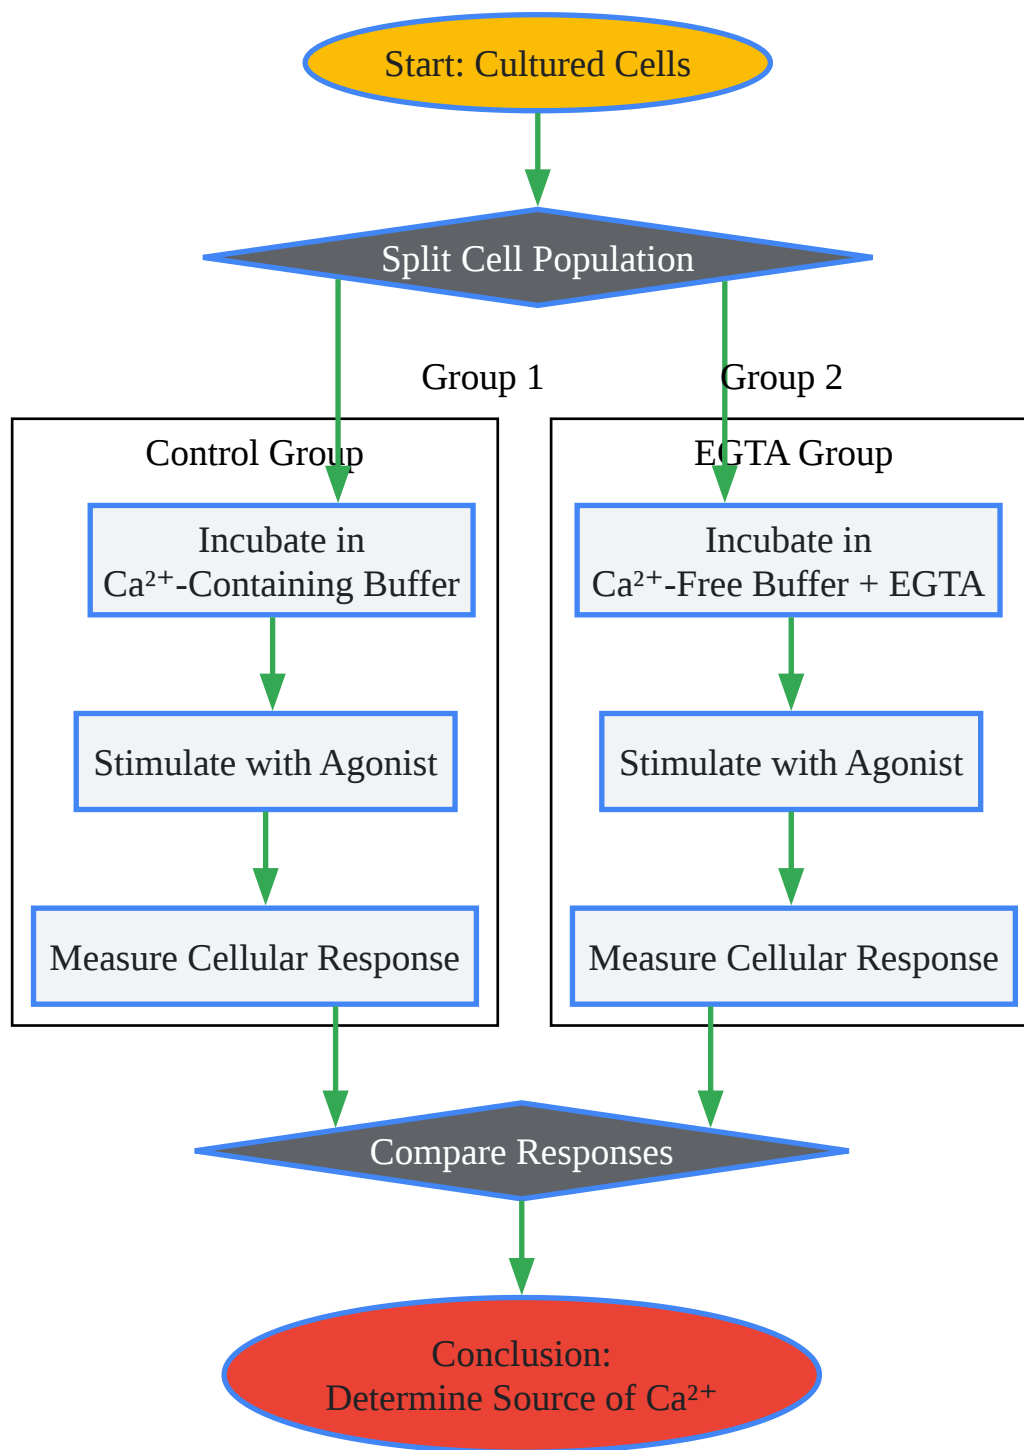 Start: Cultured Cells
Split Cell Population
Group 1
Group 2
Control Group
Incubate in
Ca²⁺-Containing Buffer
Stimulate with Agonist
Measure Cellular Response
EGTA Group
Incubate in
Ca²⁺-Free Buffer + EGTA
Stimulate with Agonist
Measure Cellular Response
Compare Responses
Conclusion:
Determine Source of Ca²⁺